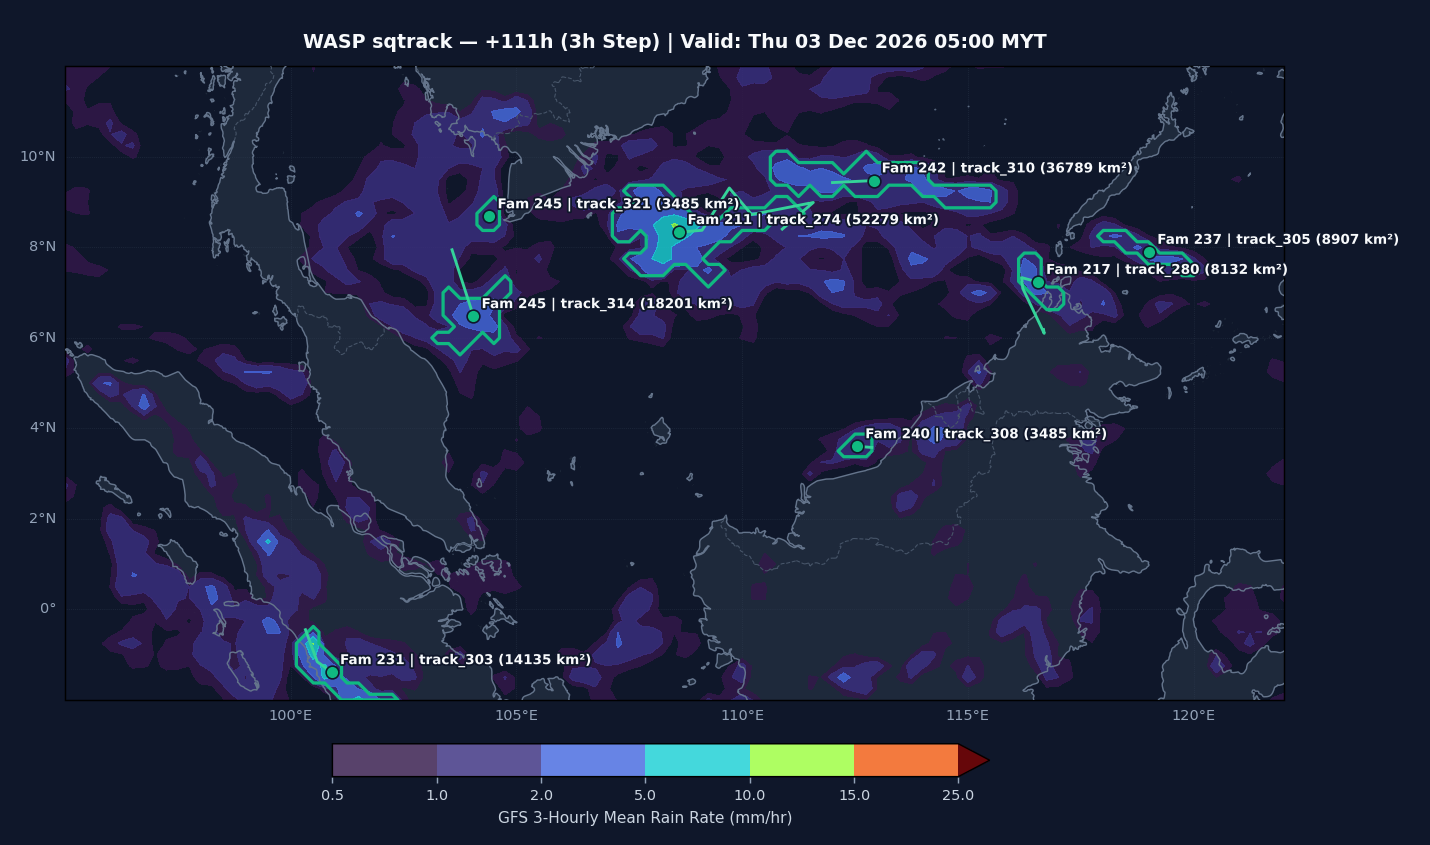 WASP sqtrack — +111h (3h Step) | Valid: Thu 03 Dec 2026 05:00 MYT
10°N
8°N
6°N
4°N
2°N
0°
Fam 242 | track_310 (36789 km²)
Fam 245 | track_321 (3485 km²)
Fam 211 | track_274 (52279 km²)
Fam 237 | track_305 (8907 km²)
Fam 217 | track_280 (8132 km²)
Fam 245 | track_314 (18201 km²)
Fam 240 | track_308 (3485 km²)
Fam 231 | track_303 (14135 km²)
100°E 105°E 110°E 115°E 120°E
0.5 1.0 2.0 5.0 10.0 15.0 25.0
GFS 3-Hourly Mean Rain Rate (mm/hr)